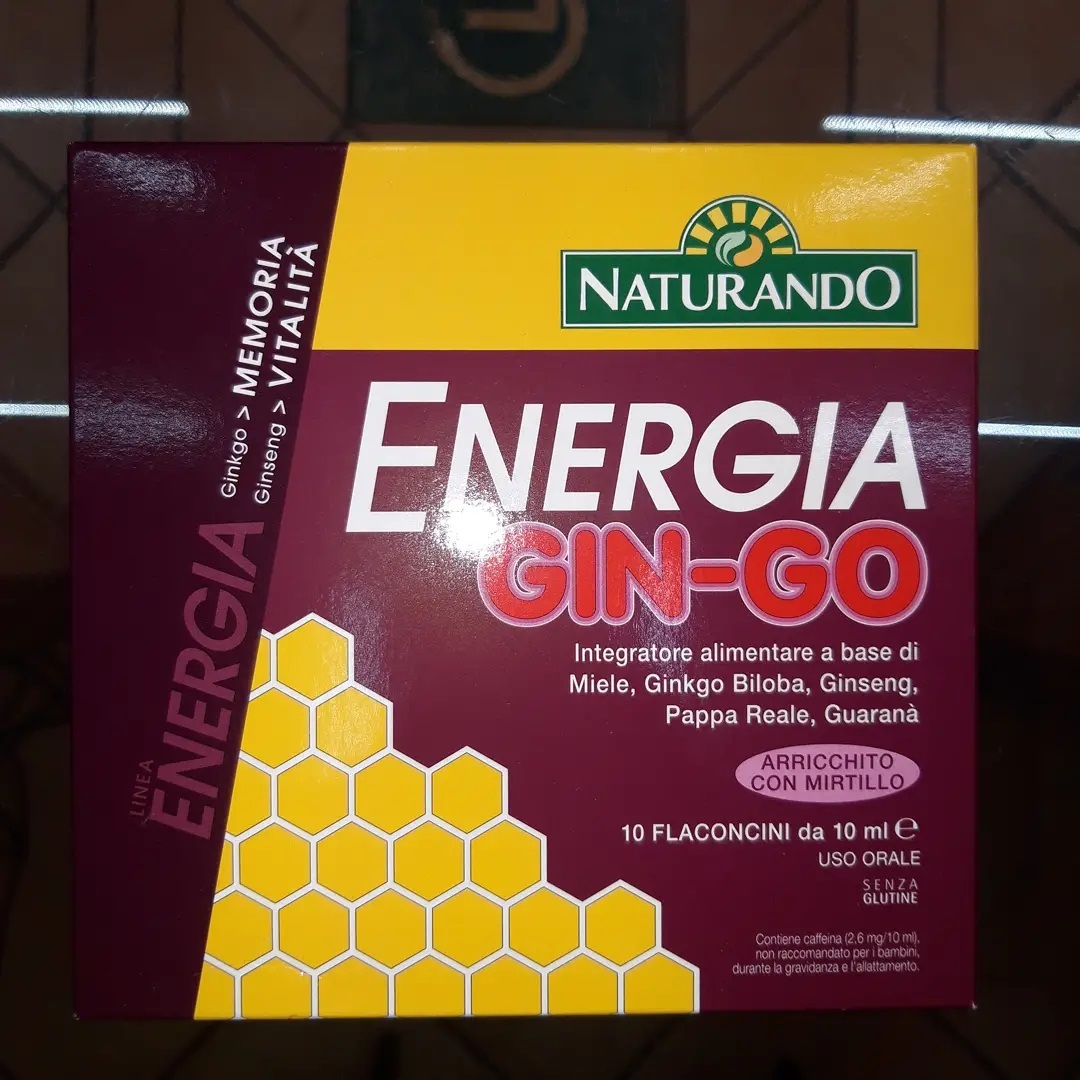 NATURANDO
Ginkgo > MEMORIA
Ginseng > VITALITÀ
LINEA
ENERGIA
ENERGIA
GIN-GO
Integratore alimentare a base di
Miele, Ginkgo Biloba, Ginseng,
Pappa Reale, Guaranà
ARRICCHITO
CON MIRTILLO
10 FLACONCINI da 10 ml ℮
USO ORALE
SENZA
GLUTINE
Contiene caffeina (2,6 mg/10 ml),
non raccomandato per i bambini,
durante la gravidanza e l'allattamento.